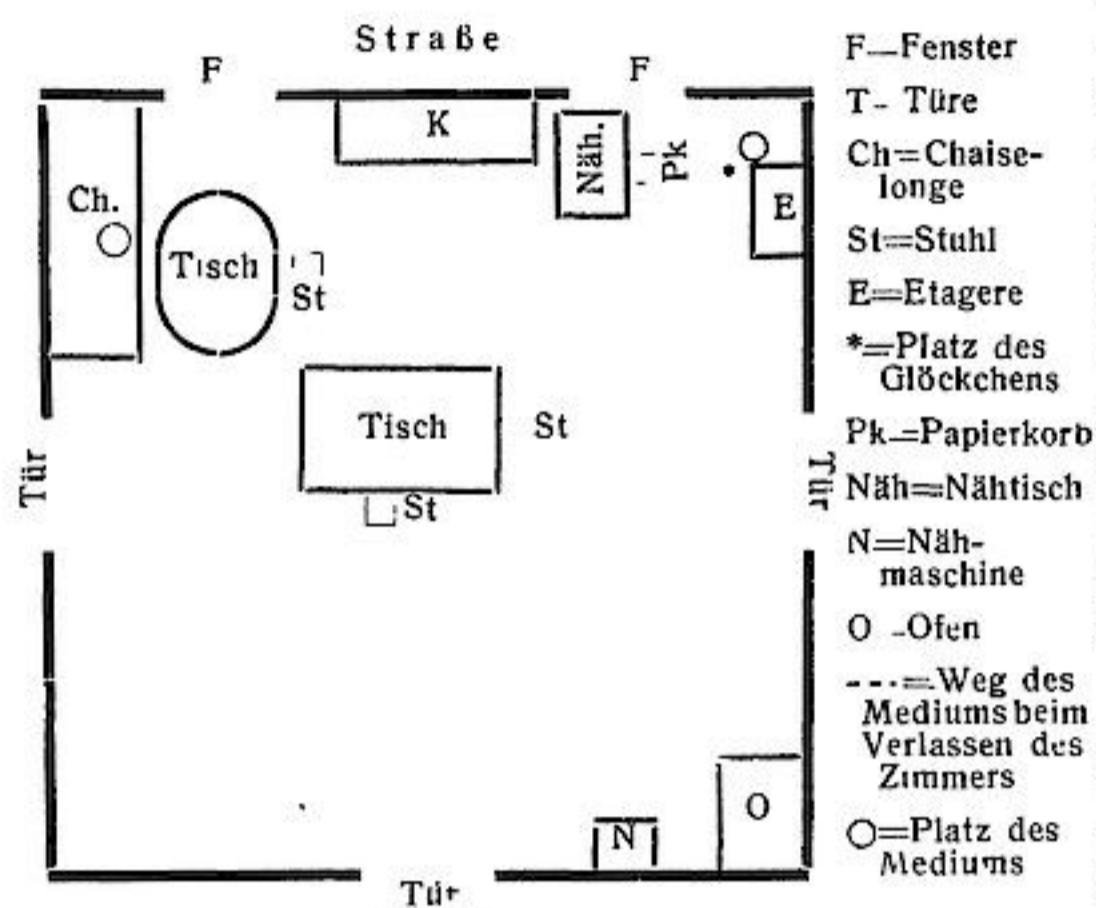 Straße
F
F
K
Näh.
Pk
*
E
Ch.
Tisch
St
Tisch
St
St
Tür
Tür
N
O
Tür
F—Fenster
T- Türe
Ch=Chaise-
longe
St=Stuhl
E=Etagere
*=Platz des
Glöckchens
Pk=Papierkorb
Näh=Nähtisch
N=Näh-
maschine
O -Ofen
---=Weg des
Mediums beim
Verlassen des
Zimmers
○=Platz des
Mediums